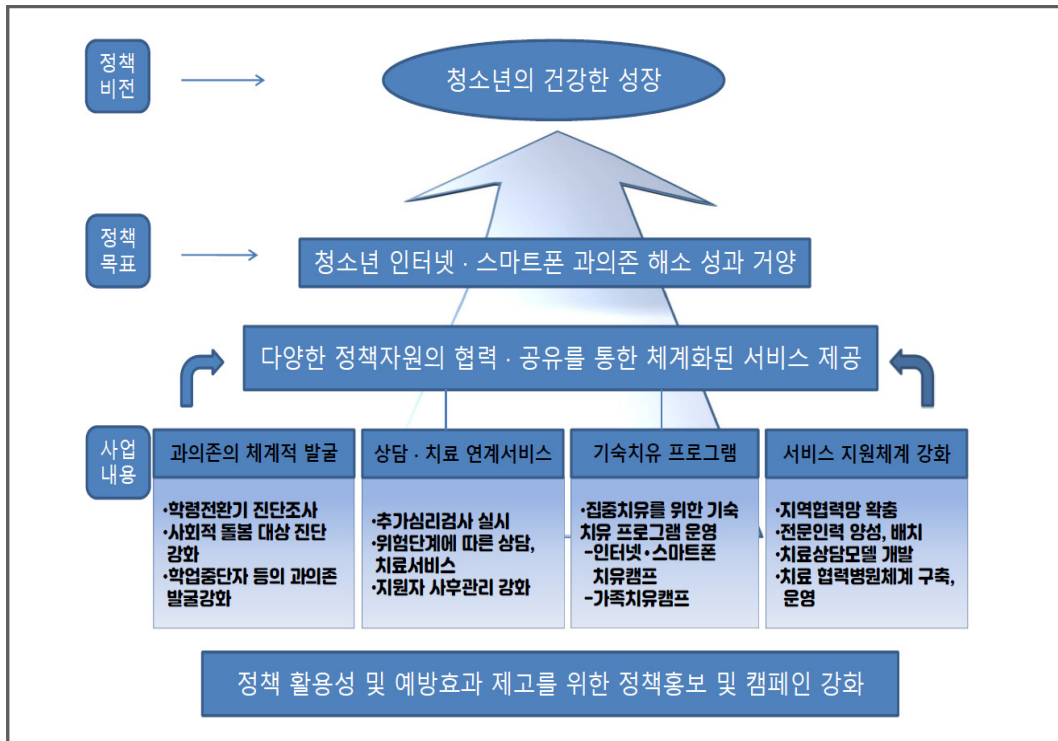 정책
비전
청소년의 건강한 성장
정책
목표
청소년 인터넷 · 스마트폰 과의존 해소 성과 거양
다양한 정책자원의 협력 · 공유를 통한 체계화된 서비스 제공
사업
내용
과의존의 체계적 발굴
·학령전환기 진단조사
·사회적 돌봄 대상 진단
강화
·학업중단자 등의 과의존
발굴강화
상담 · 치료 연계서비스
·추가심리검사 실시
·위험단계에 따른 상담,
치료서비스
·지원자 사후관리 강화
기숙치유 프로그램
·집중치유를 위한 기숙
치유 프로그램 운영
-인터넷·스마트폰
치유캠프
-가족치유캠프
서비스 지원체계 강화
·지역협력망 확충
·전문인력 양성, 배치
·치료상담모델 개발
·치료 협력병원체계 구축,
운영
정책 활용성 및 예방효과 제고를 위한 정책홍보 및 캠페인 강화